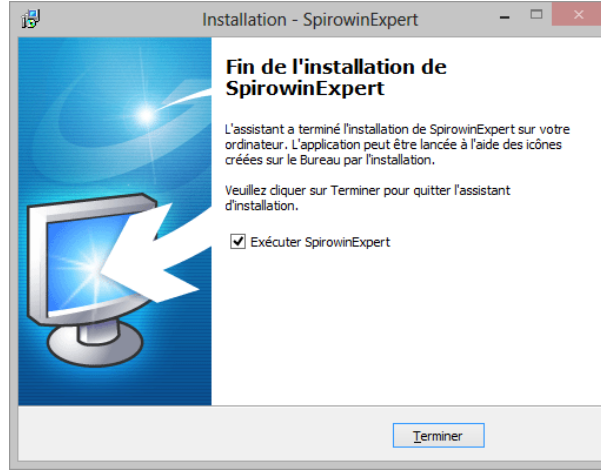 Installation - SpirowinExpert
Fin de l'installation de
SpirowinExpert
L'assistant a terminé l'installation de SpirowinExpert sur votre
ordinateur. L'application peut être lancée à l'aide des icônes
créées sur le Bureau par l'installation.
Veuillez cliquer sur Terminer pour quitter l'assistant
d'installation.
Exécuter SpirowinExpert
Terminer